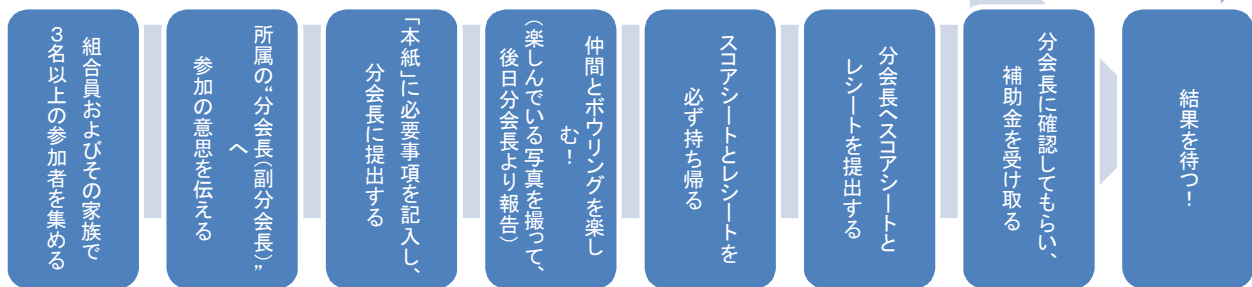 組合員およびその家族で
3名以上の参加者を集める
所属の“分会長(副分会長)”
へ
参加の意思を伝える
「本紙」に必要事項を記入し、
分会長に提出する
仲間とボウリングを楽し
む!
(楽しんでいる写真を撮って、
後日分会長より報告)
スコアシートとレシートを
必ず持ち帰る
分会長へスコアシートと
レシートを提出する
分会長に確認してもらい、
補助金を受け取る
結果を待つ!